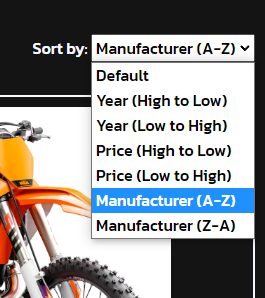 Sort by: Manufacturer (A-Z)
Default
Year (High to Low)
Year (Low to High)
Price (High to Low)
Price (Low to High)
Manufacturer (A-Z)
Manufacturer (Z-A)